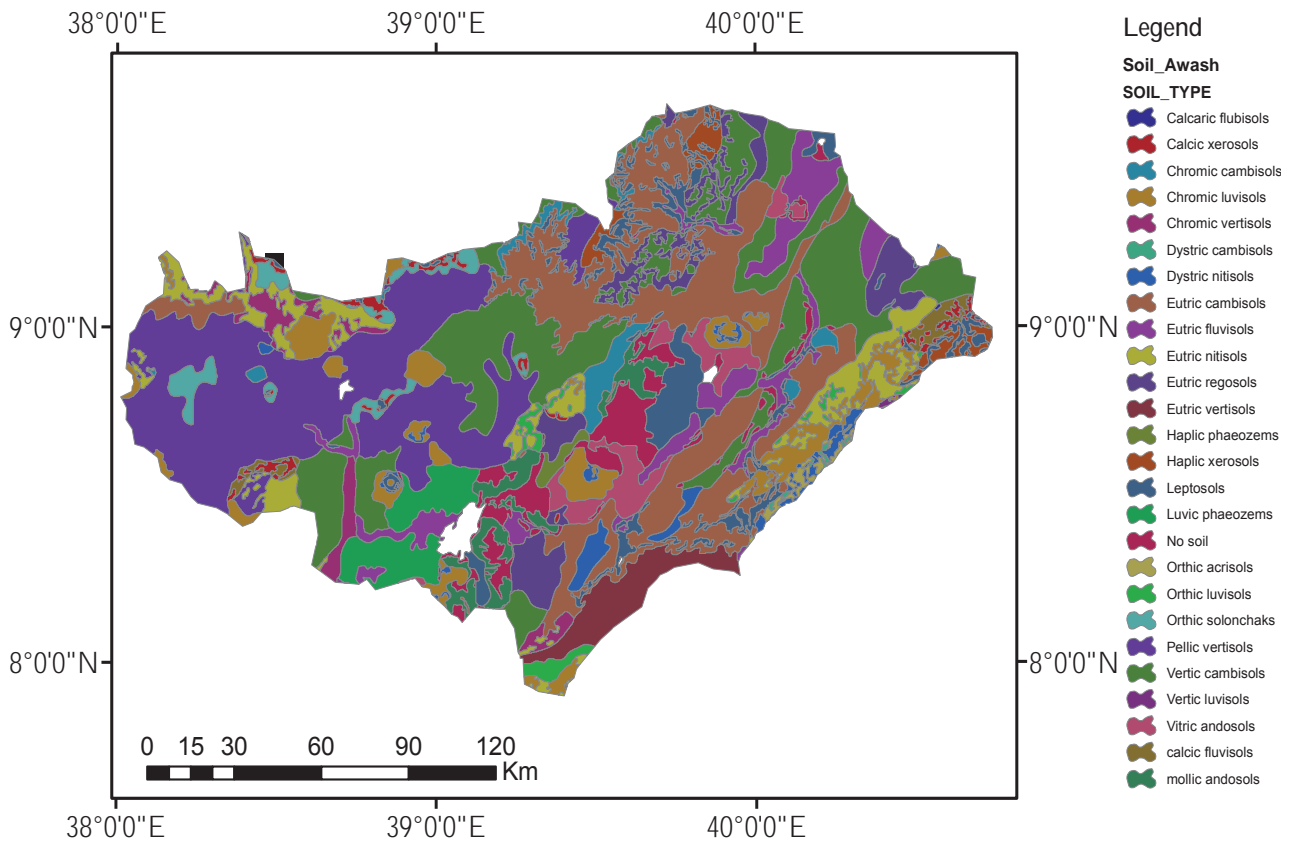 38°0'0"E 39°0'0"E 40°0'0"E
Legend
Soil_Awash
SOIL_TYPE
Calcaric flubisols
Calcic xerosols
Chromic cambisols
Chromic luvisols
Chromic vertisols
Dystric cambisols
Dystric nitisols
Eutric cambisols
Eutric fluvisols
Eutric nitisols
Eutric regosols
Eutric vertisols
Haplic phaeozems
Haplic xerosols
Leptosols
Luvic phaeozems
No soil
Orthic acrisols
Orthic luvisols
Orthic solonchaks
Pellic vertisols
Vertic cambisols
Vertic luvisols
Vitric andosols
calcic fluvisols
mollic andosols
9°0'0"N 9°0'0"N
8°0'0"N 8°0'0"N
0 15 30 60 90 120
Km
38°0'0"E 39°0'0"E 40°0'0"E